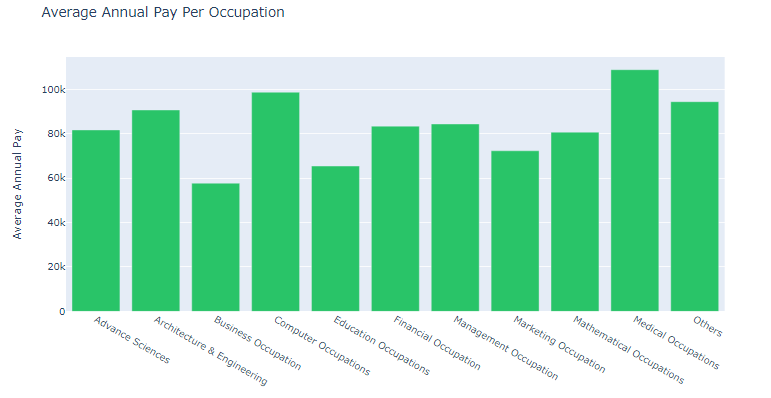 Average Annual Pay Per Occupation
Average Annual Pay
100k
80k
60k
40k
20k
0
Advance Sciences
Architecture & Engineering
Business Occupation
Computer Occupations
Education Occupations
Financial Occupation
Management Occupation
Marketing Occupation
Mathematical Occupations
Medical Occupations
Others